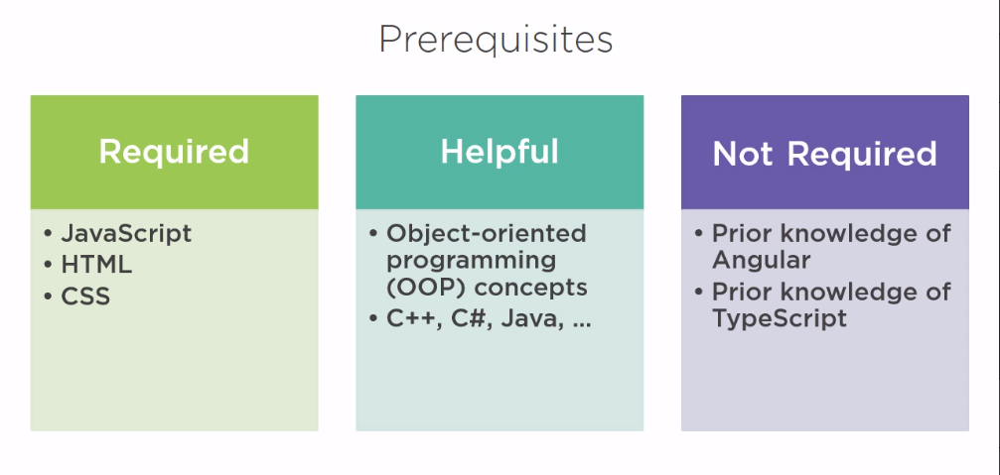 Prerequisites
Required
• JavaScript
• HTML
• CSS
Helpful
• Object-oriented
programming
(OOP) concepts
• C++, C#, Java, ...
Not Required
• Prior knowledge of
Angular
• Prior knowledge of
TypeScript